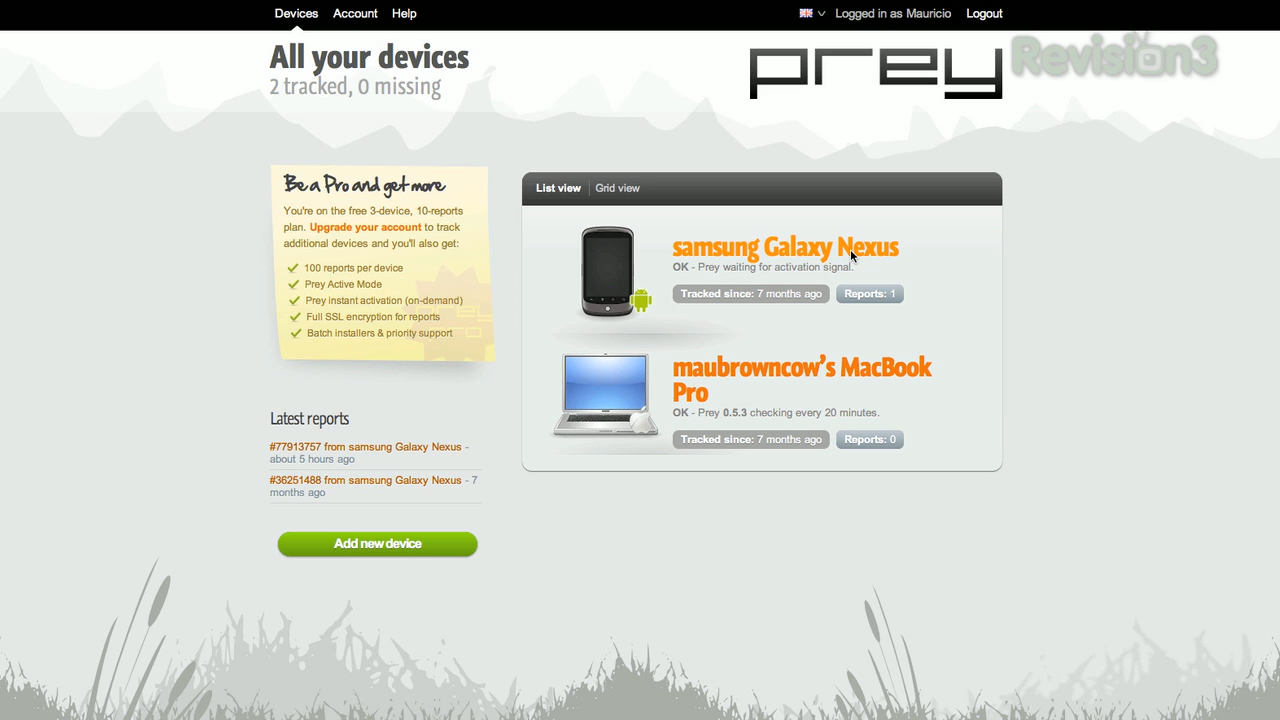 Devices Account Help
Logged in as Mauricio Logout
All your devices
2 tracked, 0 missing
prey
Revision3
Be a Pro and get more
You're on the free 3-device, 10-reports
plan. Upgrade your account to track
additional devices and you'll also get:
100 reports per device
Prey Active Mode
Prey instant activation (on-demand)
Full SSL encryption for reports
Batch installers & priority support
Latest reports
#77913757 from samsung Galaxy Nexus -
about 5 hours ago
#36251488 from samsung Galaxy Nexus - 7
months ago
Add new device
List view Grid view
samsung Galaxy Nexus
OK - Prey waiting for activation signal.
Tracked since: 7 months ago Reports: 1
maubrowncow's MacBook
Pro
OK - Prey 0.5.3 checking every 20 minutes.
Tracked since: 7 months ago Reports: 0